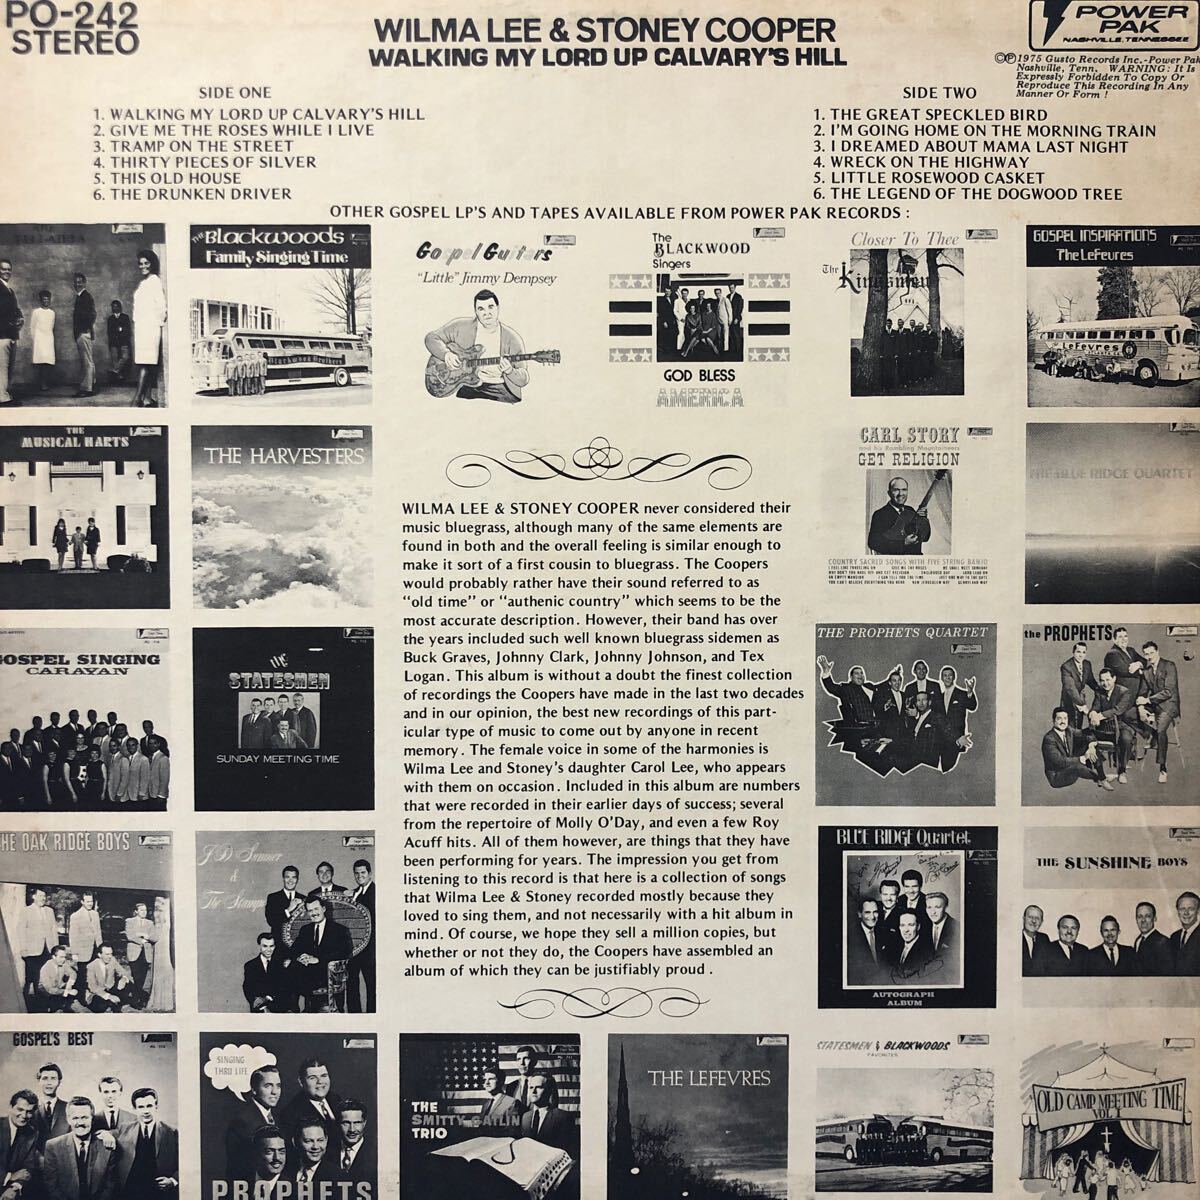 PO-242
STEREO
WILMA LEE & STONEY COOPER
WALKING MY LORD UP CALVARY'S HILL
POWER
PAK
NASHVILLE, TENNESSEE
©Ⓟ1975 Gusto Records Inc.-Power Pak
Nashville, Tenn. WARNING: It Is
Expressly Forbidden To Copy Or
Reproduce This Recording In Any
Manner Or Form !
SIDE ONE
1. WALKING MY LORD UP CALVARY'S HILL
2. GIVE ME THE ROSES WHILE I LIVE
3. TRAMP ON THE STREET
4. THIRTY PIECES OF SILVER
5. THIS OLD HOUSE
6. THE DRUNKEN DRIVER
SIDE TWO
1. THE GREAT SPECKLED BIRD
2. I'M GOING HOME ON THE MORNING TRAIN
3. I DREAMED ABOUT MAMA LAST NIGHT
4. WRECK ON THE HIGHWAY
5. LITTLE ROSEWOOD CASKET
6. THE LEGEND OF THE DOGWOOD TREE
OTHER GOSPEL LP'S AND TAPES AVAILABLE FROM POWER PAK RECORDS :
THE Blackwoods
Family Singing Time
Blackwood Brothers
Gospel Guitars
"Little" Jimmy Dempsey
The
BLACKWOOD
Singers
GOD BLESS
AMERICA
Closer To Thee
The
Kingsmen
GOSPEL INSPIRATIONS
The LeFevres
LeFevres
THE
MUSICAL HARTS
THE HARVESTERS
CARL STORY
and his Rambling Mountaineers
GET RELIGION
COUNTRY SACRED SONGS WITH FIVE STRING BANJO
THE BLUE RIDGE QUARTET
WILMA LEE & STONEY COOPER never considered their
music bluegrass, although many of the same elements are
found in both and the overall feeling is similar enough to
make it sort of a first cousin to bluegrass. The Coopers
would probably rather have their sound referred to as
"old time" or "authenic country" which seems to be the
most accurate description. However, their band has over
the years included such well known bluegrass sidemen as
Buck Graves, Johnny Clark, Johnny Johnson, and Tex
Logan. This album is without a doubt the finest collection
of recordings the Coopers have made in the last two decades
and in our opinion, the best new recordings of this part-
icular type of music to come out by anyone in recent
memory. The female voice in some of the harmonies is
Wilma Lee and Stoney's daughter Carol Lee, who appears
with them on occasion. Included in this album are numbers
that were recorded in their earlier days of success; several
from the repertoire of Molly O'Day, and even a few Roy
Acuff hits. All of them however, are things that they have
been performing for years. The impression you get from
listening to this record is that here is a collection of songs
that Wilma Lee & Stoney recorded mostly because they
loved to sing them, and not necessarily with a hit album in
mind. Of course, we hope they sell a million copies, but
whether or not they do, the Coopers have assembled an
album of which they can be justifiably proud .
GOSPEL SINGING
CARAVAN
the
STATESMEN
SUNDAY MEETING TIME
THE PROPHETS QUARTET
the PROPHETS
THE OAK RIDGE BOYS
JD Sumner
&
The Stamps
BLUE RIDGE Quartet
AUTOGRAPH
ALBUM
THE SUNSHINE BOYS
GOSPEL'S BEST
SINGING
THRU LIFE
PROPHETS
THE
SMITTY GATLIN
TRIO
THE LEFEVRES
STATESMEN & BLACKWOODS
FAVORITES
OLD CAMP MEETING TIME
VOL 1